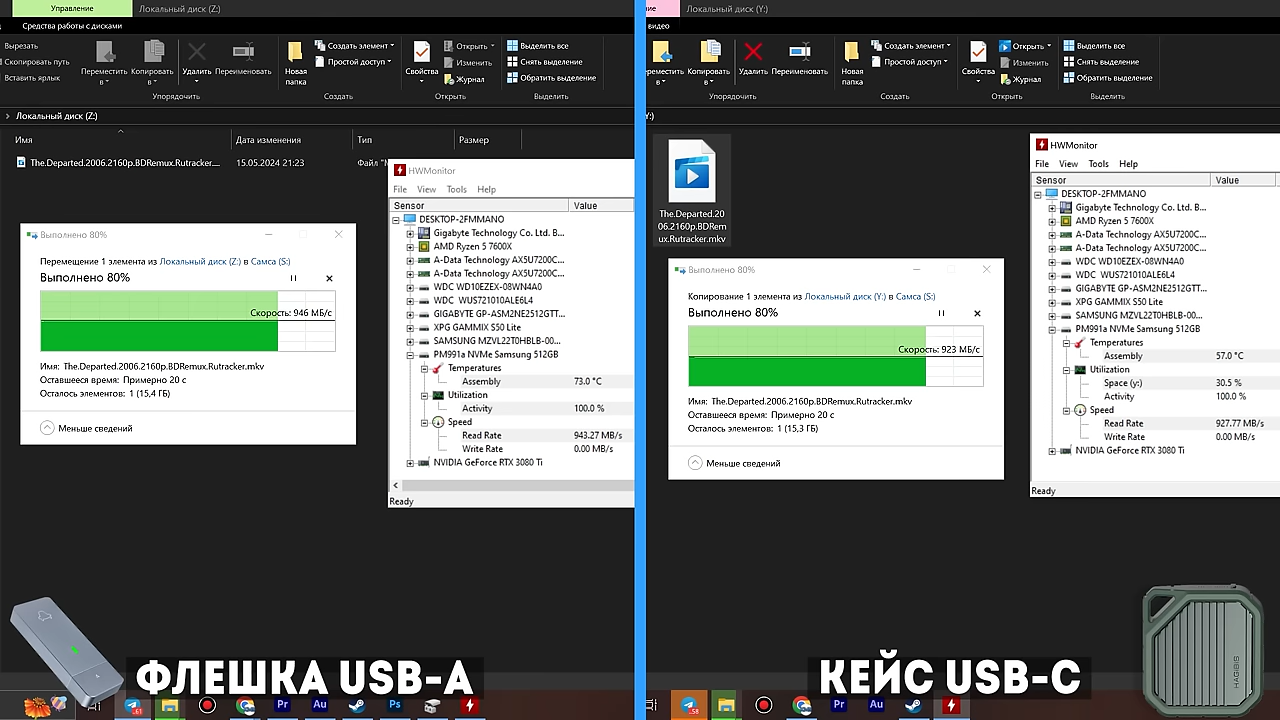 Управление
Локальный диск (Z:)
Средства работы с дисками
Вырезать
Скопировать путь
Вставить ярлык
Переместить в
Копировать в
Удалить
Переименовать
Упорядочить
Новая папка
Создать элемент
Простой доступ
Создать
Свойства
Открыть
Изменить
Журнал
Открыть
Выделить все
Снять выделение
Обратить выделение
Выделить
Локальный диск (Z:)
Имя
Дата изменения
Тип
Размер
The.Departed.2006.2160p.BDRemux.Rutracker....
15.05.2024 21:23
Файл "М
Выполнено 80%
Перемещение 1 элемента из Локальный диск (Z:) в Самса (S:)
Выполнено 80%
Скорость: 946 МБ/с
Имя: The.Departed.2006.2160p.BDRemux.Rutracker.mkv
Оставшееся время: Примерно 20 с
Осталось элементов: 1 (15,4 ГБ)
Меньше сведений
HWMonitor
File View Tools Help
Sensor Value
DESKTOP-2FMMANO
Gigabyte Technology Co. Ltd. B...
AMD Ryzen 5 7600X
A-Data Technology AX5U7200C...
A-Data Technology AX5U7200C...
WDC WD10EZEX-08WN4A0
WDC WUS721010ALE6L4
GIGABYTE GP-ASM2NE2512GTT...
XPG GAMMIX S50 Lite
SAMSUNG MZVL22T0HBLB-00...
PM991a NVMe Samsung 512GB
Temperatures
Assembly 73.0 °C
Utilization
Activity 100.0 %
Speed
Read Rate 943.27 MB/s
Write Rate 0.00 MB/s
NVIDIA GeForce RTX 3080 Ti
Ready
ФЛЕШКА USB-A
ние
Локальный диск (Y:)
видео
еместить в
Копировать в
Удалить
Переименовать
Упорядочить
Новая папка
Создать элемент
Простой доступ
Создать
Свойства
Открыть
Изменить
Журнал
Открыть
Выделить все
Снять выделение
Обратить выделение
Выделить
Y:)
The.Departed.20
06.2160p.BDRem
ux.Rutracker.mkv
Выполнено 80%
Копирование 1 элемента из Локальный диск (Y:) в Самса (S:)
Выполнено 80%
Скорость: 923 МБ/с
Имя: The.Departed.2006.2160p.BDRemux.Rutracker.mkv
Оставшееся время: Примерно 20 с
Осталось элементов: 1 (15,3 ГБ)
Меньше сведений
HWMonitor
File View Tools Help
Sensor Value
DESKTOP-2FMMANO
Gigabyte Technology Co. Ltd. B...
AMD Ryzen 5 7600X
A-Data Technology AX5U7200C...
A-Data Technology AX5U7200C...
WDC WD10EZEX-08WN4A0
WDC WUS721010ALE6L4
GIGABYTE GP-ASM2NE2512GTT...
XPG GAMMIX S50 Lite
SAMSUNG MZVL22T0HBLB-00...
PM991a NVMe Samsung 512GB
Temperatures
Assembly 57.0 °C
Utilization
Space (y:) 30.5 %
Activity 100.0 %
Speed
Read Rate 927.77 MB/s
Write Rate 0.00 MB/s
NVIDIA GeForce RTX 3080 Ti
Ready
КЕЙС USB-C
HAGIBIS
Pr
Au
Ps
Pr
Au